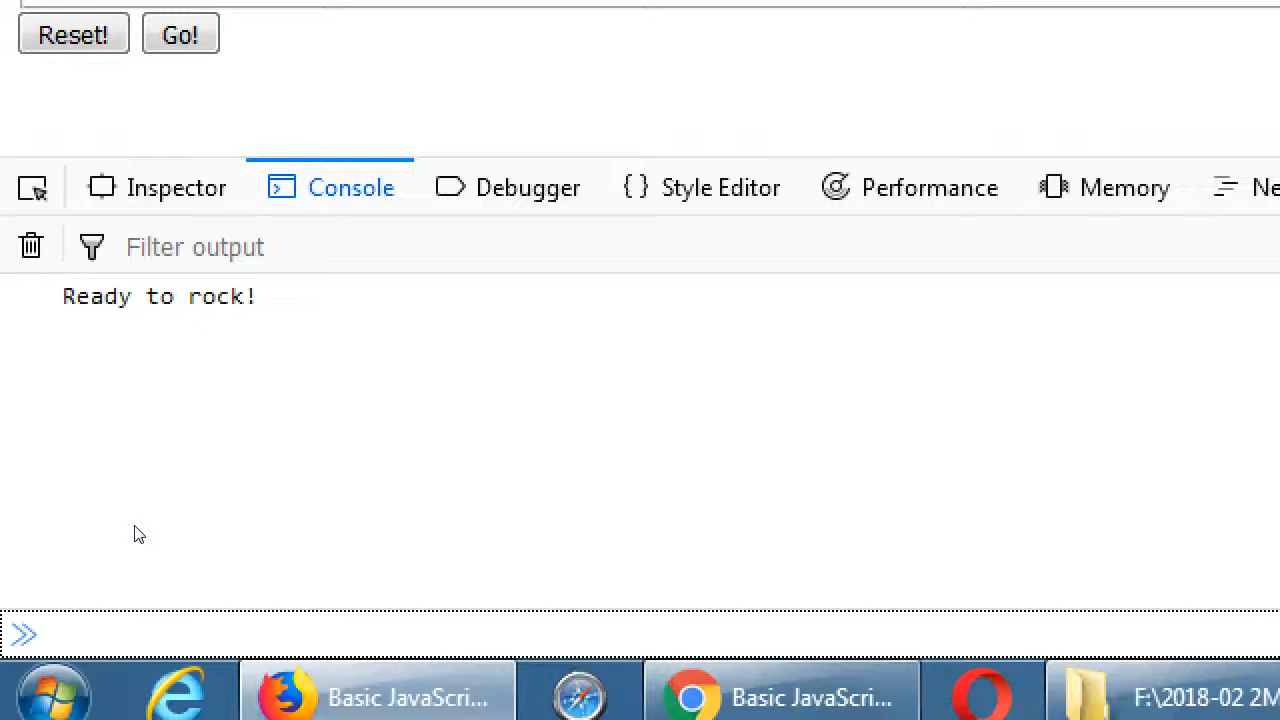 Reset! Go!
Inspector Console Debugger { } Style Editor Performance Memory Ne
Filter output
Ready to rock!
Basic JavaScri... Basic JavaScri... F:\2018-02 2M